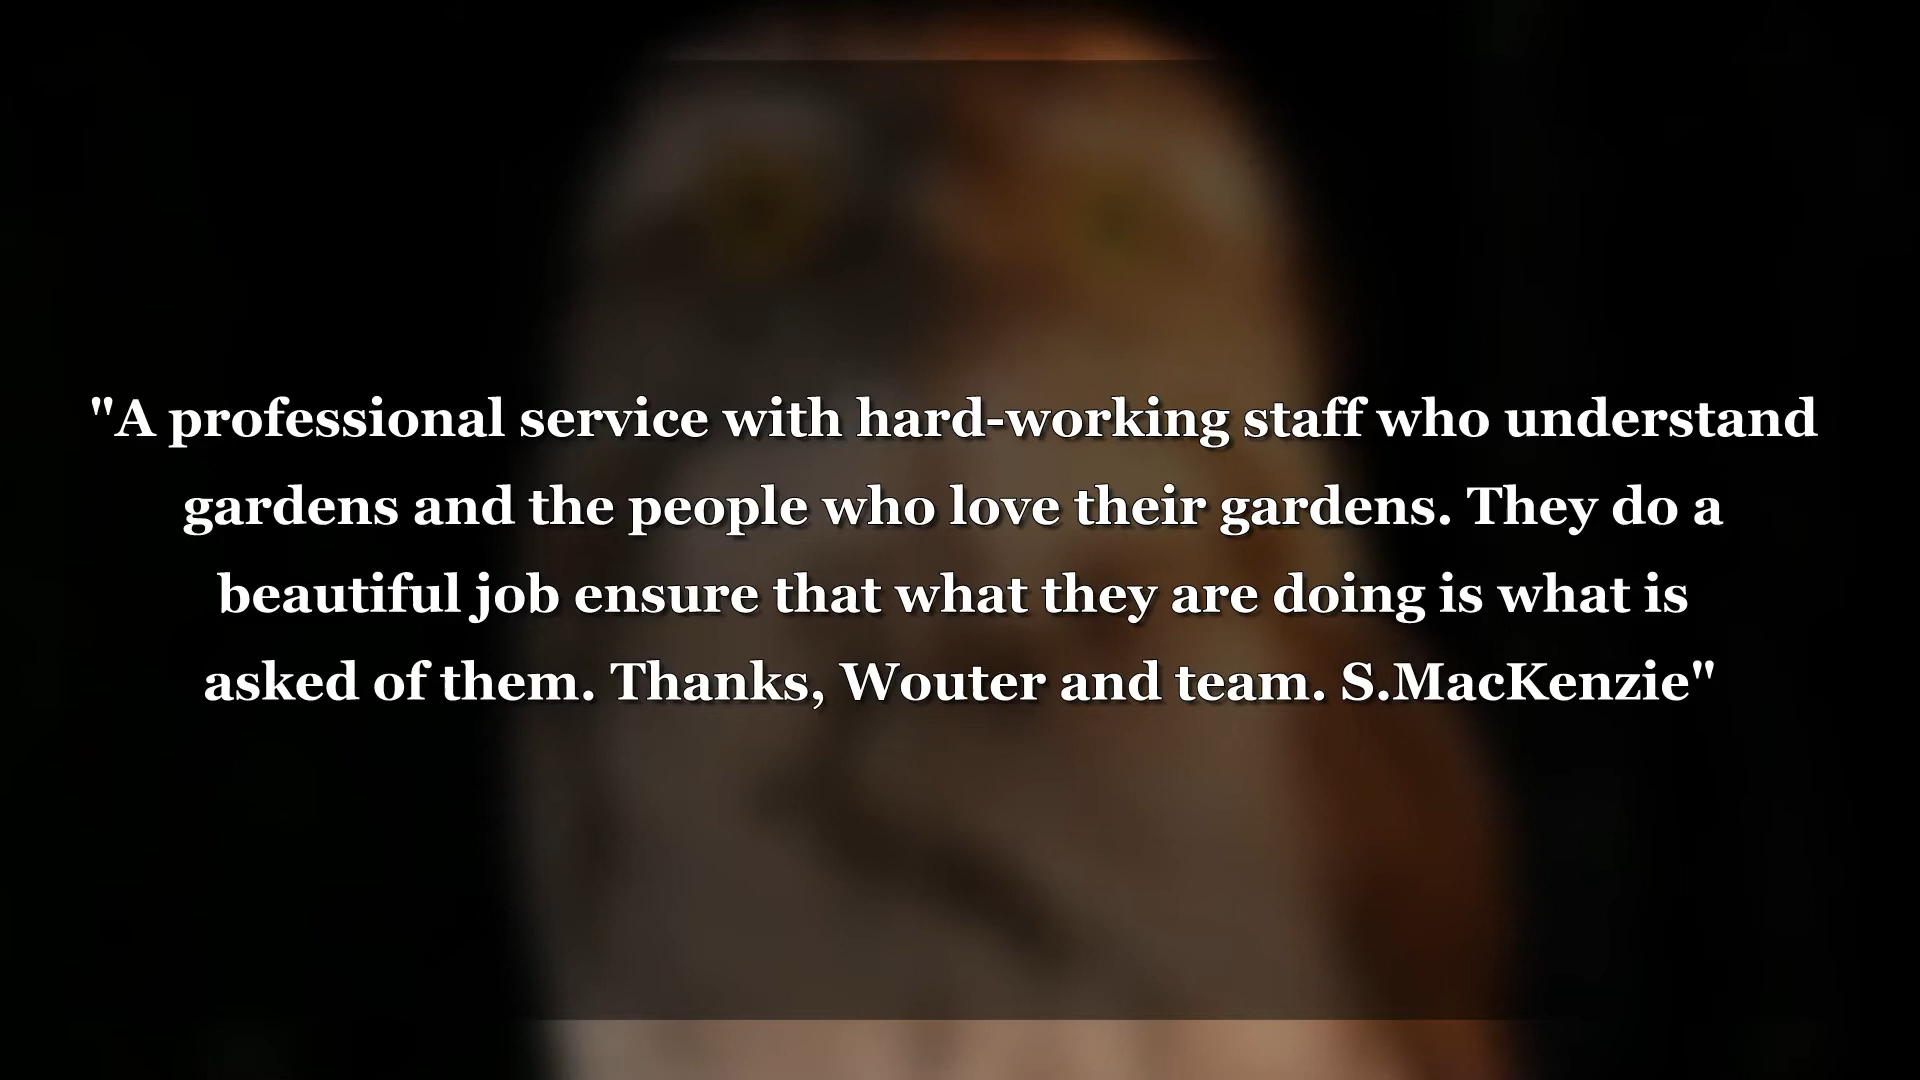 "A professional service with hard-working staff who understand
gardens and the people who love their gardens. They do a
beautiful job ensure that what they are doing is what is
asked of them. Thanks, Wouter and team. S.MacKenzie"